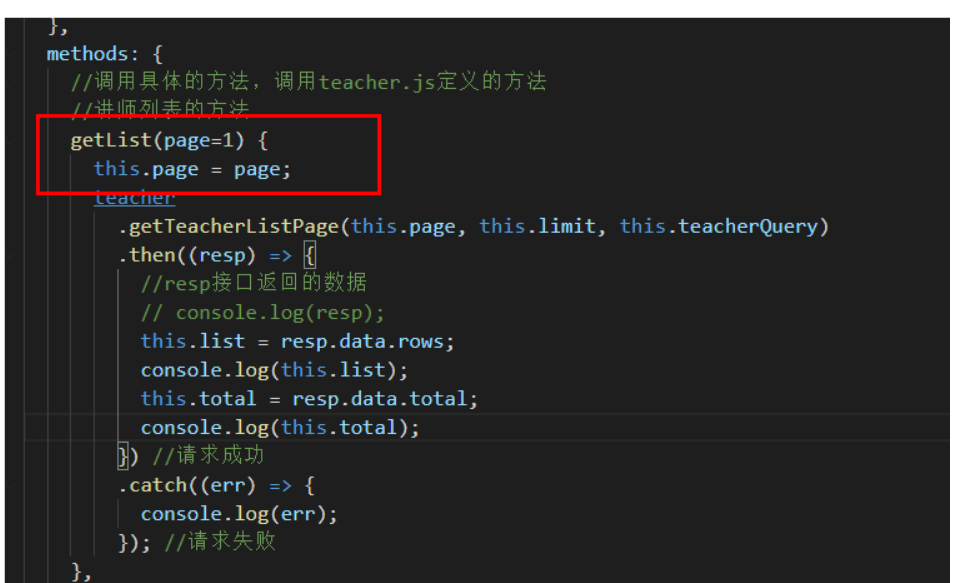 },
methods: {
//调用具体的方法，调用teacher.js定义的方法
//讲师列表的方法
getList(page=1) {
this.page = page;
teacher
.getTeacherListPage(this.page, this.limit, this.teacherQuery)
.then((resp) => {
//resp接口返回的数据
// console.log(resp);
this.list = resp.data.rows;
console.log(this.list);
this.total = resp.data.total;
console.log(this.total);
}) //请求成功
.catch((err) => {
console.log(err);
}); //请求失败
},